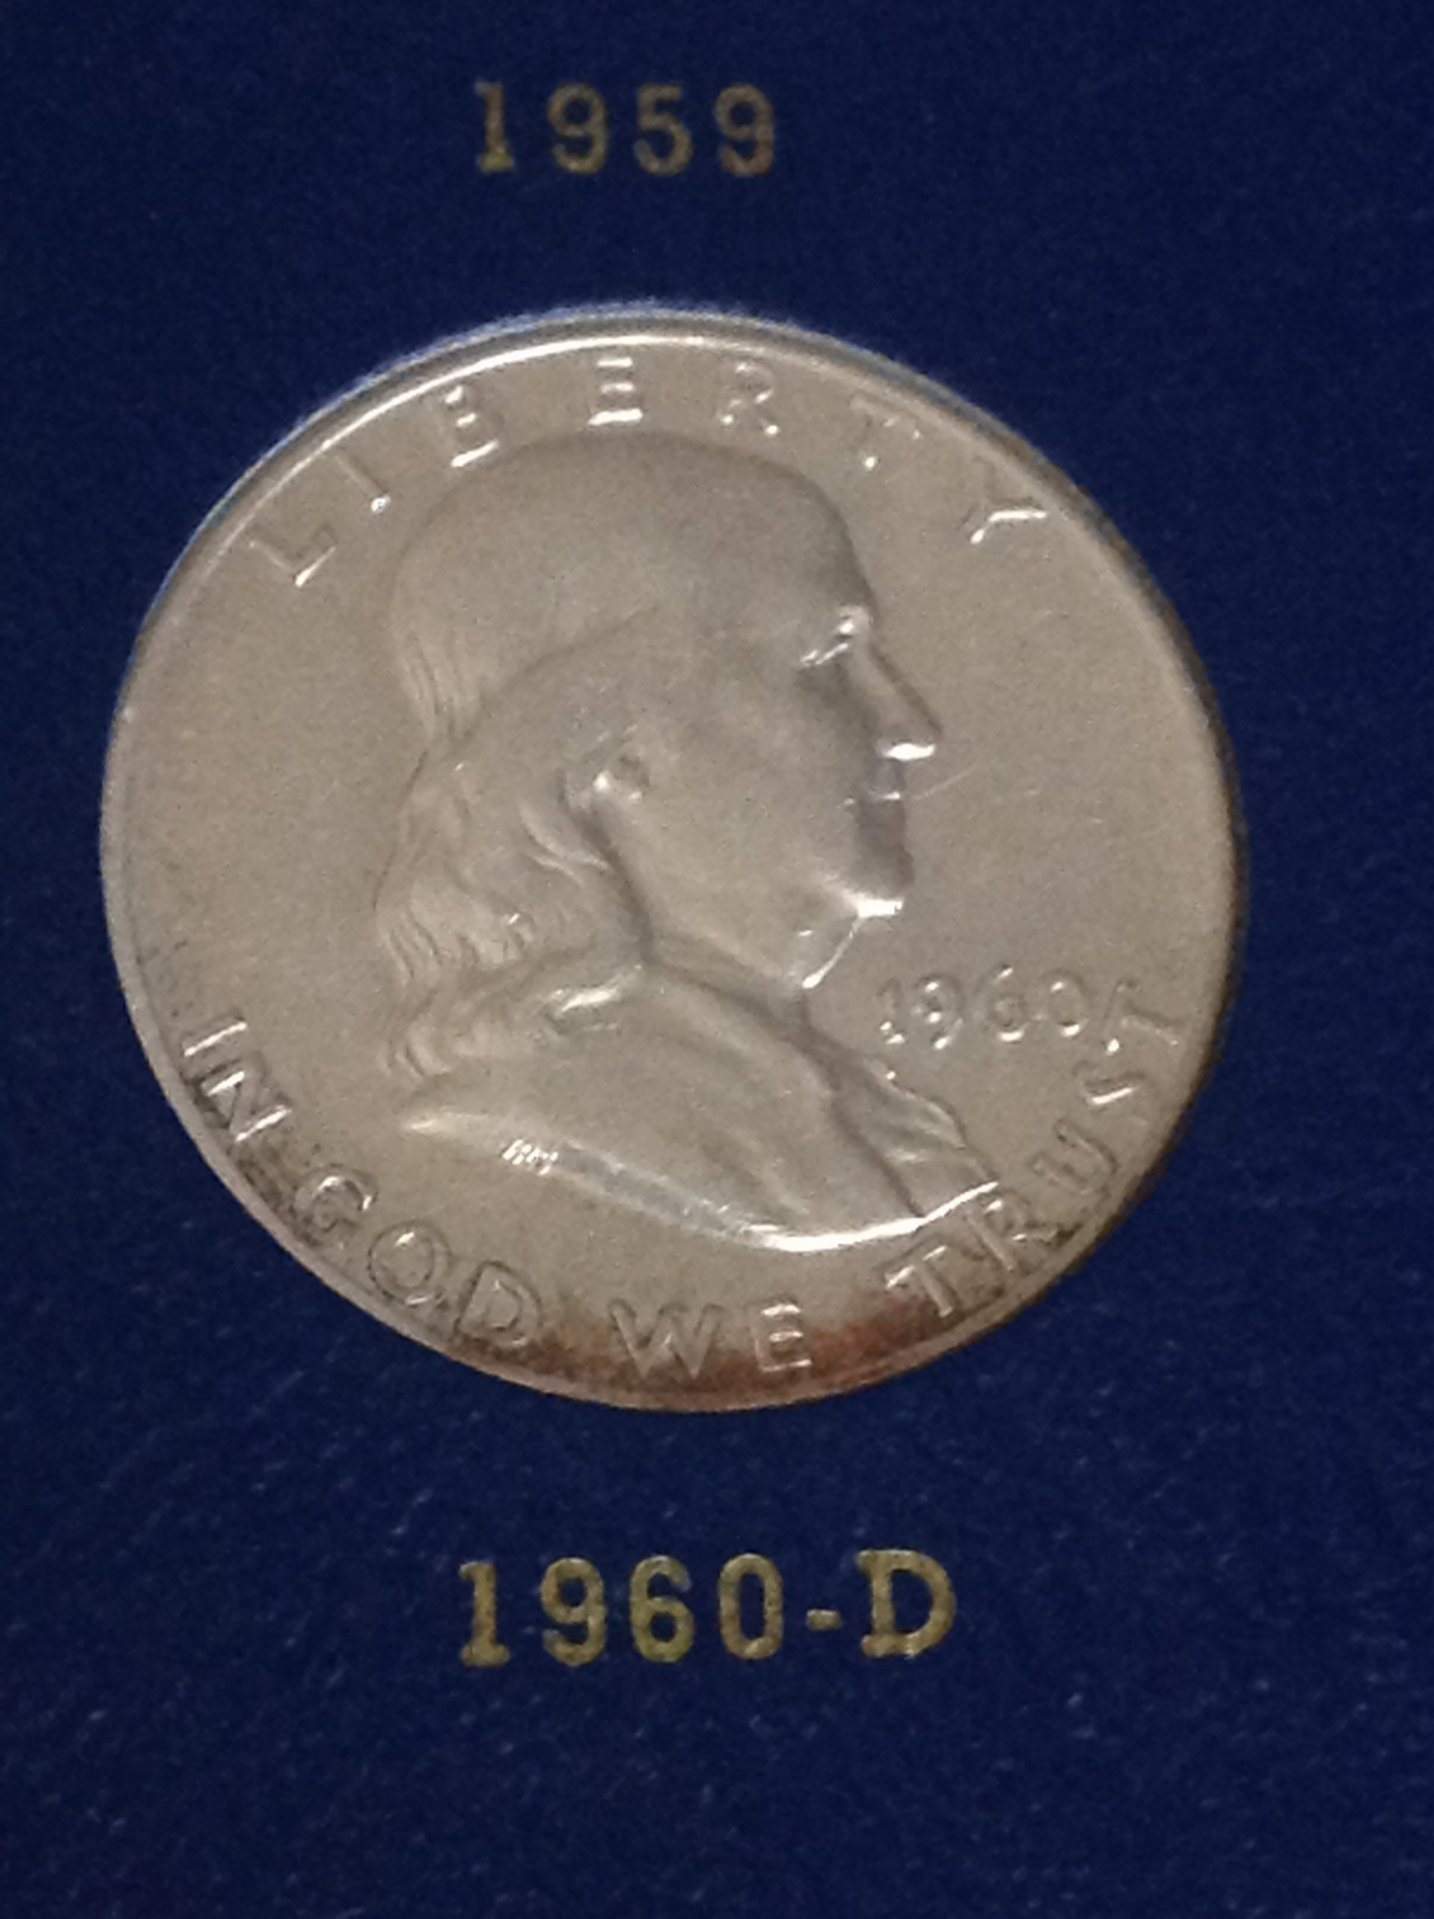 1959
LIBERTY
1960
IN GOD WE TRUST
1960-D